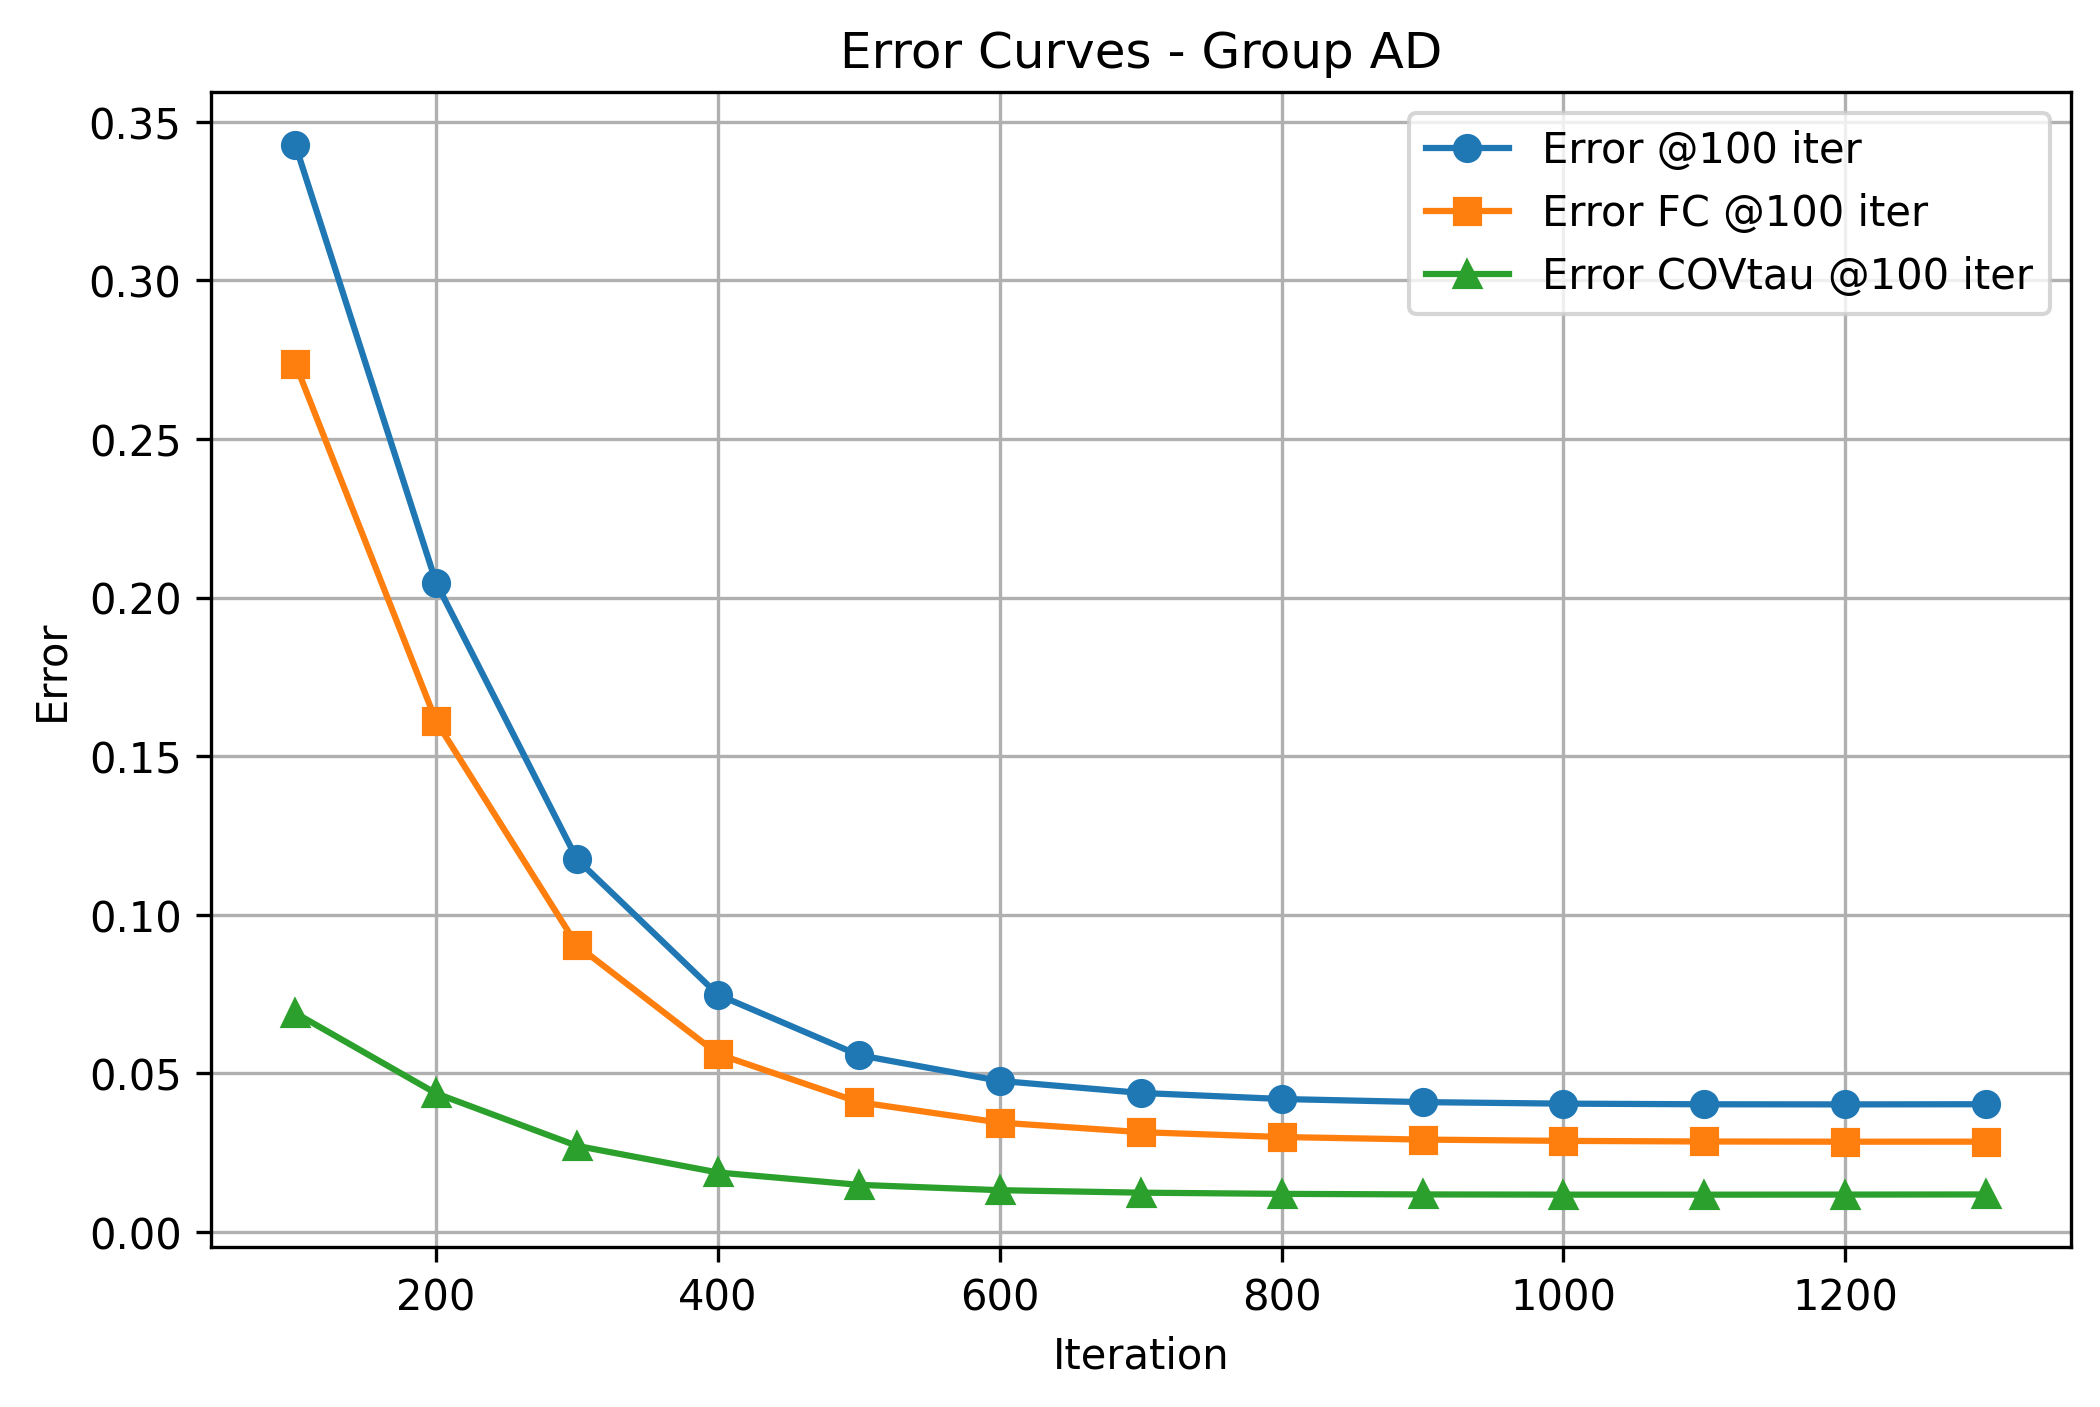 Error Curves - Group AD
Error @100 iter
Error FC @100 iter
Error COVtau @100 iter
Error
0.35
0.30
0.25
0.20
0.15
0.10
0.05
0.00
200 400 600 800 1000 1200
Iteration